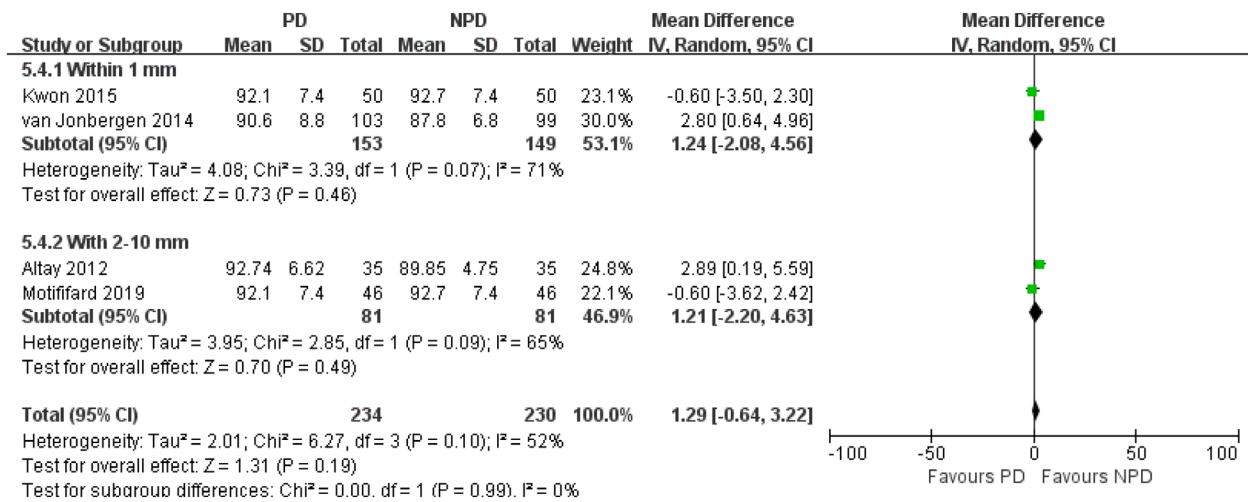 PD NPD Mean Difference Mean Difference
Study or Subgroup Mean SD Total Mean SD Total Weight IV, Random, 95% CI IV, Random, 95% CI
5.4.1 Within 1 mm
Kwon 2015 92.1 7.4 50 92.7 7.4 50 23.1% -0.60 [-3.50, 2.30]
van Jonbergen 2014 90.6 8.8 103 87.8 6.8 99 30.0% 2.80 [0.64, 4.96]
Subtotal (95% CI) 153 149 53.1% 1.24 [-2.08, 4.56]
Heterogeneity: Tau² = 4.08; Chi² = 3.39, df = 1 (P = 0.07); I² = 71%
Test for overall effect: Z = 0.73 (P = 0.46)
5.4.2 With 2-10 mm
Altay 2012 92.74 6.62 35 89.85 4.75 35 24.8% 2.89 [0.19, 5.59]
Motififard 2019 92.1 7.4 46 92.7 7.4 46 22.1% -0.60 [-3.62, 2.42]
Subtotal (95% CI) 81 81 46.9% 1.21 [-2.20, 4.63]
Heterogeneity: Tau² = 3.95; Chi² = 2.85, df = 1 (P = 0.09); I² = 65%
Test for overall effect: Z = 0.70 (P = 0.49)
Total (95% CI) 234 230 100.0% 1.29 [-0.64, 3.22]
Heterogeneity: Tau² = 2.01; Chi² = 6.27, df = 3 (P = 0.10); I² = 52%
Test for overall effect: Z = 1.31 (P = 0.19)
Test for subgroup differences: Chi² = 0.00, df = 1 (P = 0.99), I² = 0%
-100 -50 0 50 100
Favours PD Favours NPD